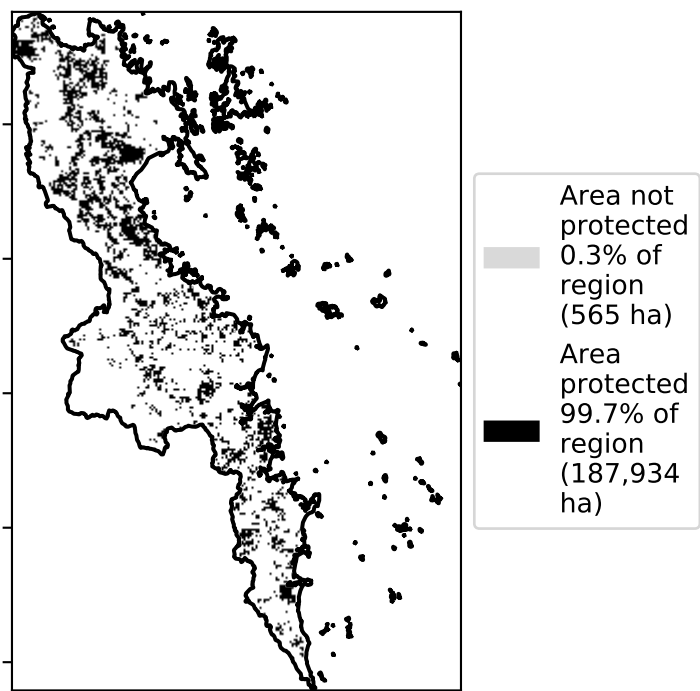 Area not
protected
0.3% of
region
(565 ha)
Area
protected
99.7% of
region
(187,934
ha)